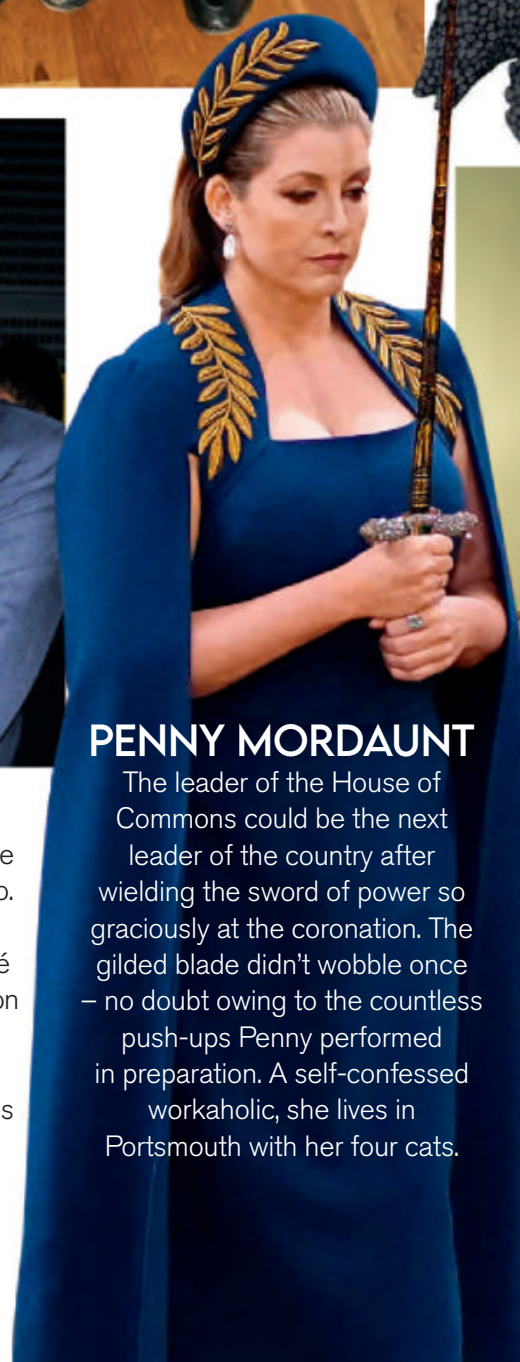 PENNY MORDAUNT
The leader of the House of
Commons could be the next
leader of the country after
wielding the sword of power so
graciously at the coronation. The
gilded blade didn’t wobble once
– no doubt owing to the countless
push-ups Penny performed
in preparation. A self-confessed
workaholic, she lives in
Portsmouth with her four cats.